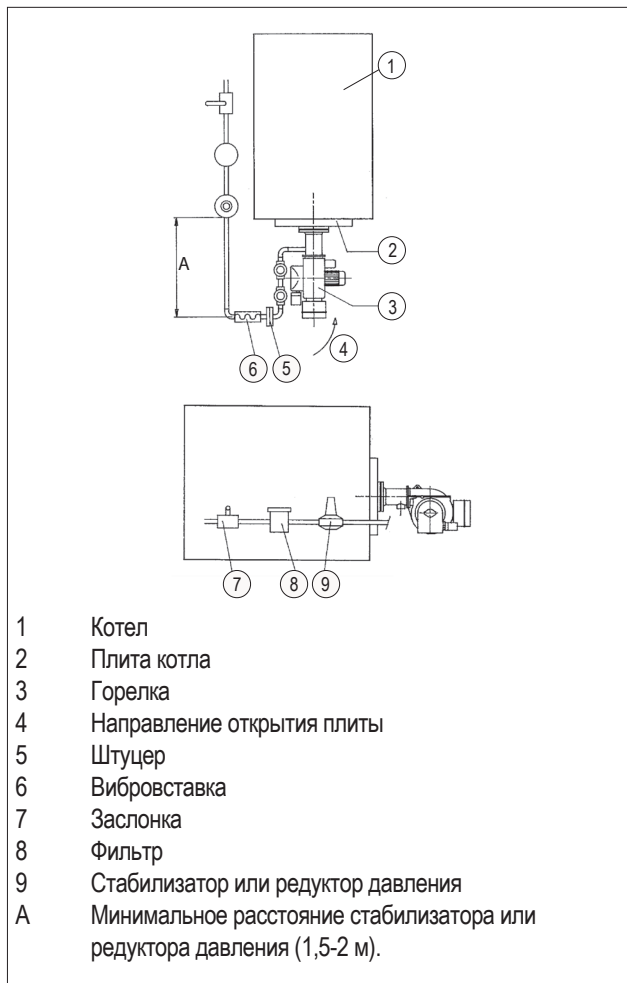 1
A
2
3
4
5
6
7
8
9
1 Котел
2 Плита котла
3 Горелка
4 Направление открытия плиты
5 Штуцер
6 Вибровставка
7 Заслонка
8 Фильтр
9 Стабилизатор или редуктор давления
A Минимальное расстояние стабилизатора или
редуктора давления (1,5-2 м).